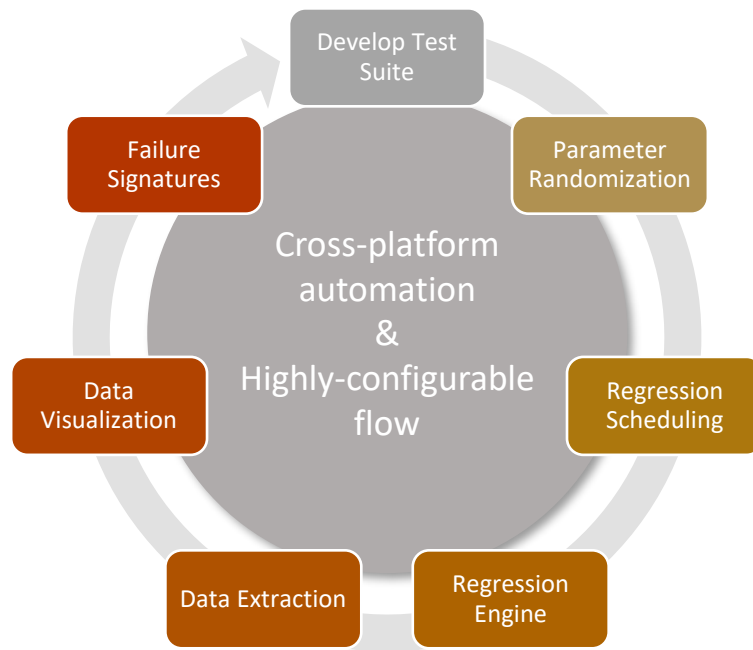 Develop Test
Suite
Parameter
Randomization
Regression
Scheduling
Regression
Engine
Data Extraction
Data
Visualization
Failure
Signatures
Cross-platform
automation
&
Highly-configurable
flow